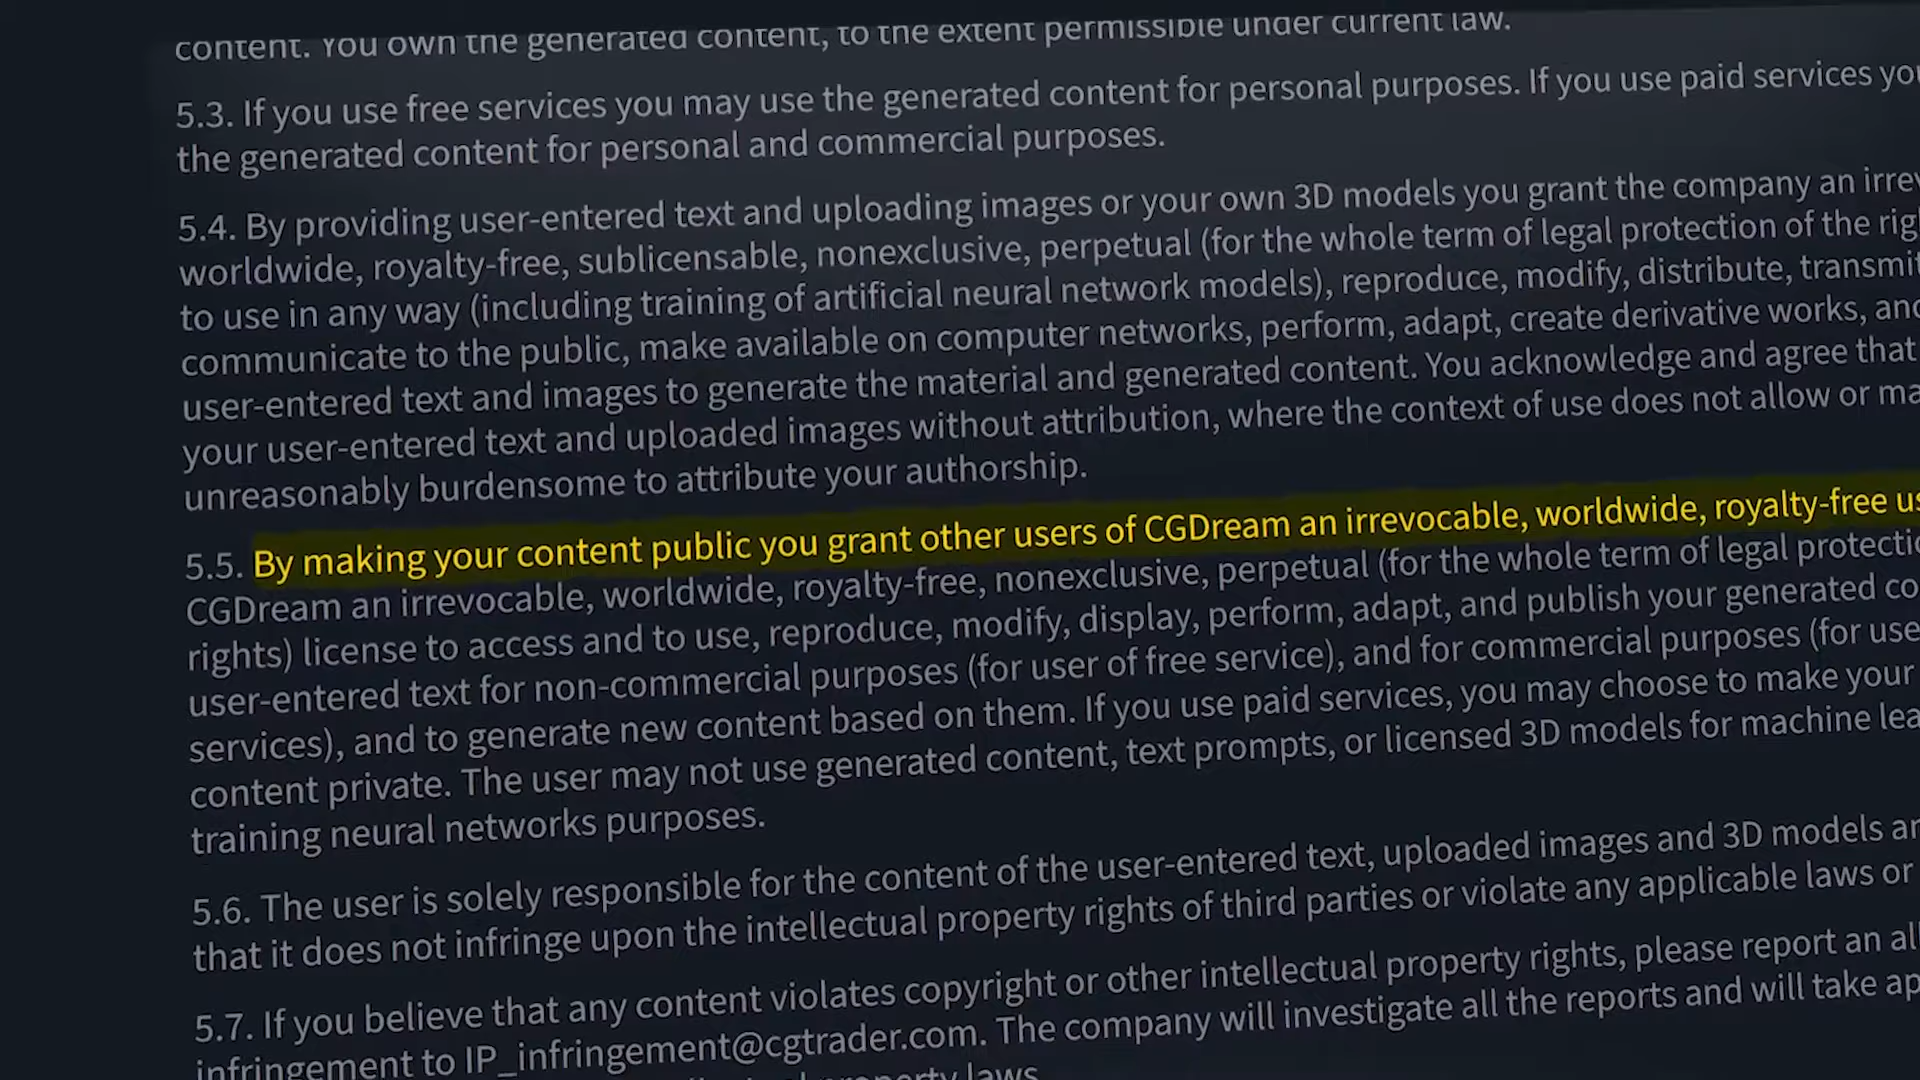 content. You own the generated content, to the extent permissible under current law.
5.3. If you use free services you may use the generated content for personal purposes. If you use paid services
the generated content for personal and commercial purposes.
5.4. By providing user-entered text and uploading images or your own 3D models you grant the company an
worldwide, royalty-free, sublicensable, nonexclusive, perpetual (for the whole term of legal protection of the
to use in any way (including training of artificial neural network models), reproduce, modify, distribute, transmit
communicate to the public, make available on computer networks, perform, adapt, create derivative works,
user-entered text and images to generate the material and generated content. You acknowledge and agree that
your user-entered text and uploaded images without attribution, where the context of use does not allow or
unreasonably burdensome to attribute your authorship.
5.5. By making your content public you grant other users of CGDream an irrevocable, worldwide, royalty-free
CGDream an irrevocable, worldwide, royalty-free, nonexclusive, perpetual (for the whole term of legal
rights) license to access and to use, reproduce, modify, display, perform, adapt, and publish your generated
user-entered text for non-commercial purposes (for user of free service), and for commercial purposes (for
services), and to generate new content based on them. If you use paid services, you may choose to make your
content private. The user may not use generated content, text prompts, or licensed 3D models for machine
training neural networks purposes.
5.6. The user is solely responsible for the content of the user-entered text, uploaded images and 3D models
that it does not infringe upon the intellectual property rights of third parties or violate any applicable laws or
5.7. If you believe that any content violates copyright or other intellectual property rights, please report an
infringement to IP_infringement@cgtrader.com. The company will investigate all the reports and will take
property laws